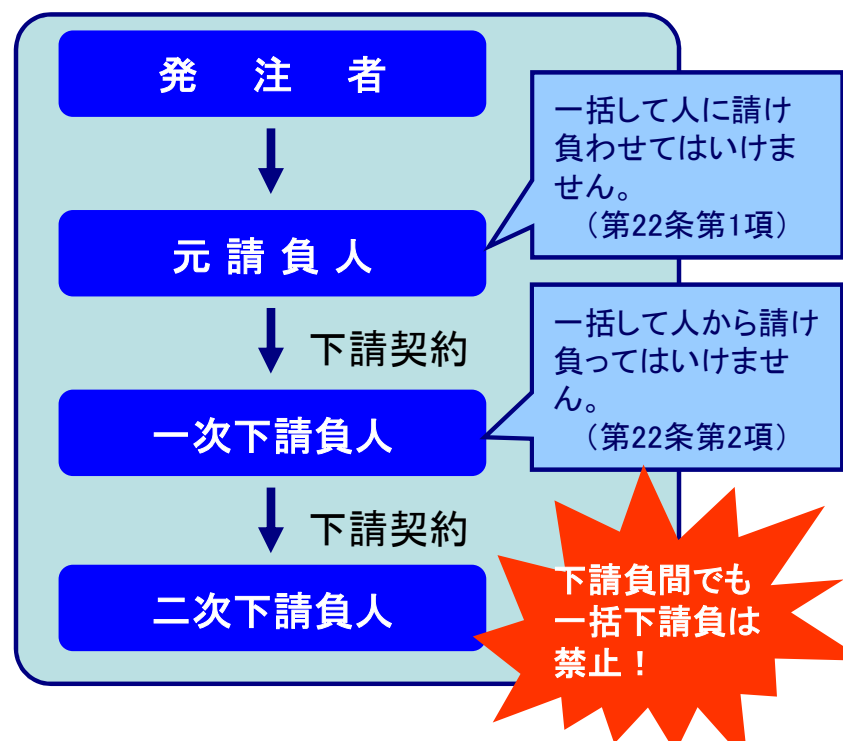 発 注 者
一括して人に請け
負わせてはいけま
せん。
（第22条第1項）
元 請 負 人
下請契約
一括して人から請け
負ってはいけませ
ん。
（第22条第2項）
一次下請負人
下請契約
二次下請負人
下請負間でも
一括下請負は
禁止！